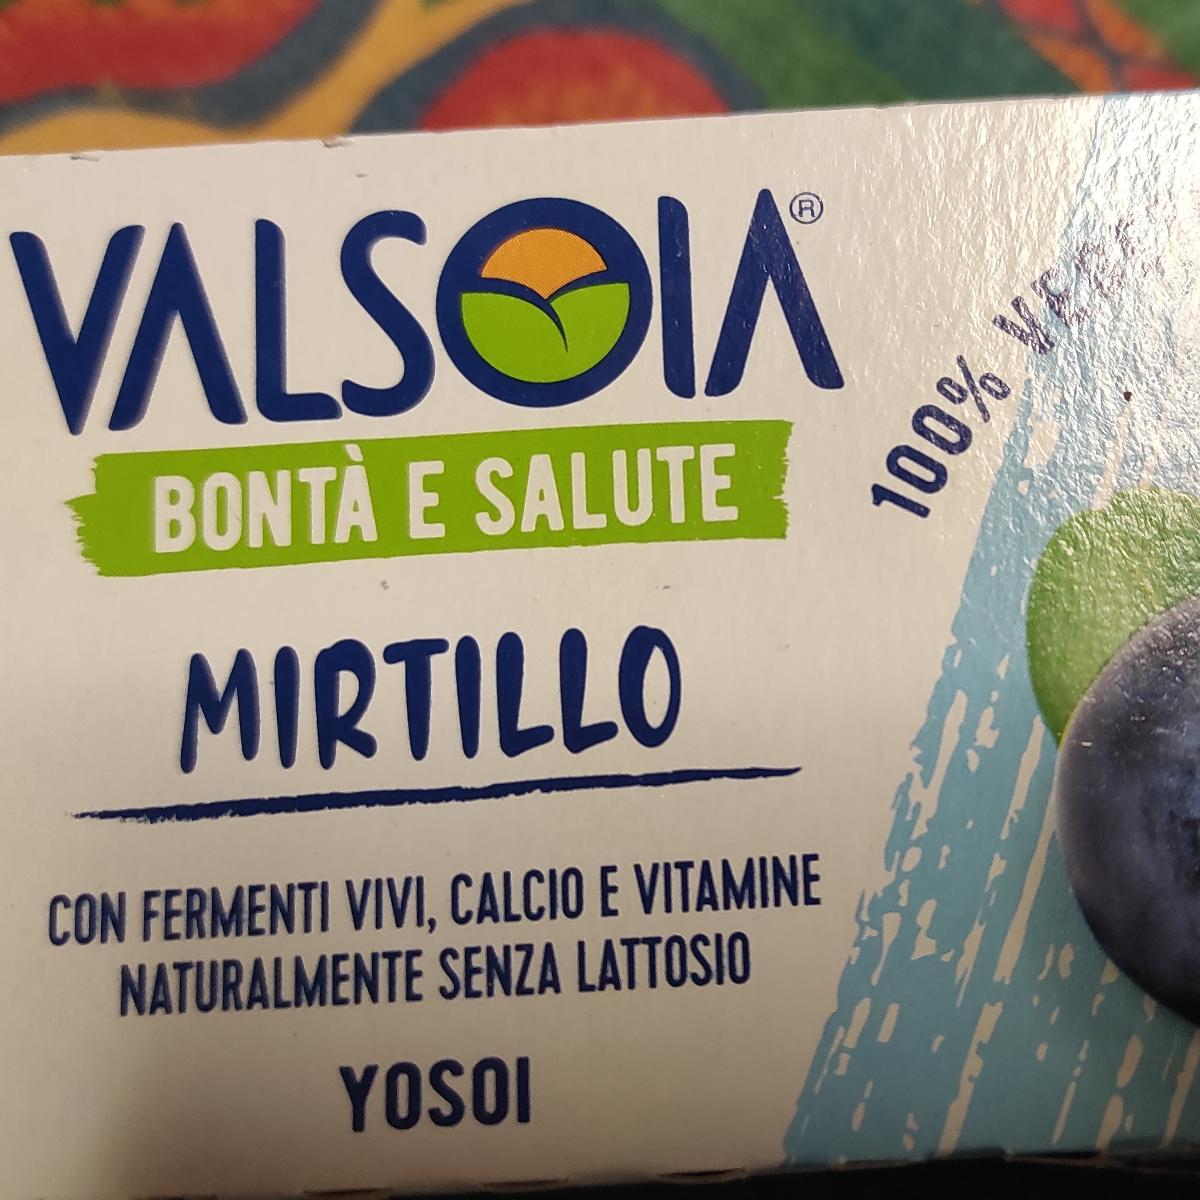 VALSOIA®
BONTÀ E SALUTE
100%
MIRTILLO
CON FERMENTI VIVI, CALCIO E VITAMINE
NATURALMENTE SENZA LATTOSIO
YOSOI